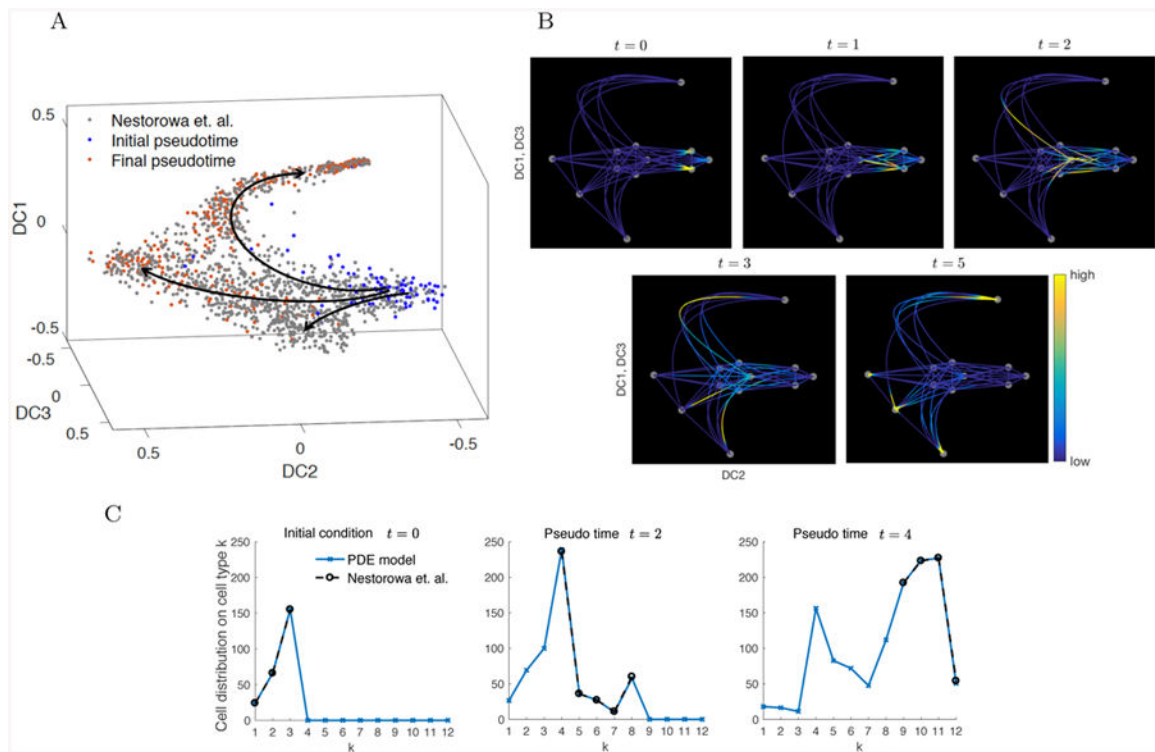 A
0.5
0
-0.5
DC1
Nestorowa et. al.
Initial pseudotime
Final pseudotime
-0.5
0
0.5
DC3
0.5
0
-0.5
DC2
B
t = 0
t = 1
t = 2
DC1, DC3
t = 3
t = 5
DC1, DC3
DC2
high
low
C
Initial condition t = 0
Cell distribution on cell type k
250
200
150
100
50
0
PDE model
Nestorowa et. al.
1 2 3 4 5 6 7 8 9 10 11 12
k
Pseudo time t = 2
250
200
150
100
50
0
1 2 3 4 5 6 7 8 9 10 11 12
k
Pseudo time t = 4
250
200
150
100
50
0
1 2 3 4 5 6 7 8 9 10 11 12
k